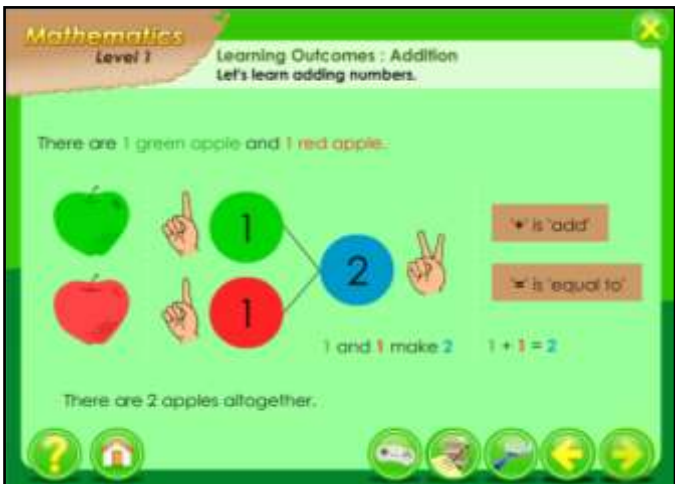 Mathematics
Level 1
Learning Outcomes : Addition
Let's learn adding numbers.
There are 1 green apple and 1 red apple.
1
1
2
'+' is 'add'
'=' is 'equal to'
1 and 1 make 2
1 + 1 = 2
There are 2 apples altogether.
?